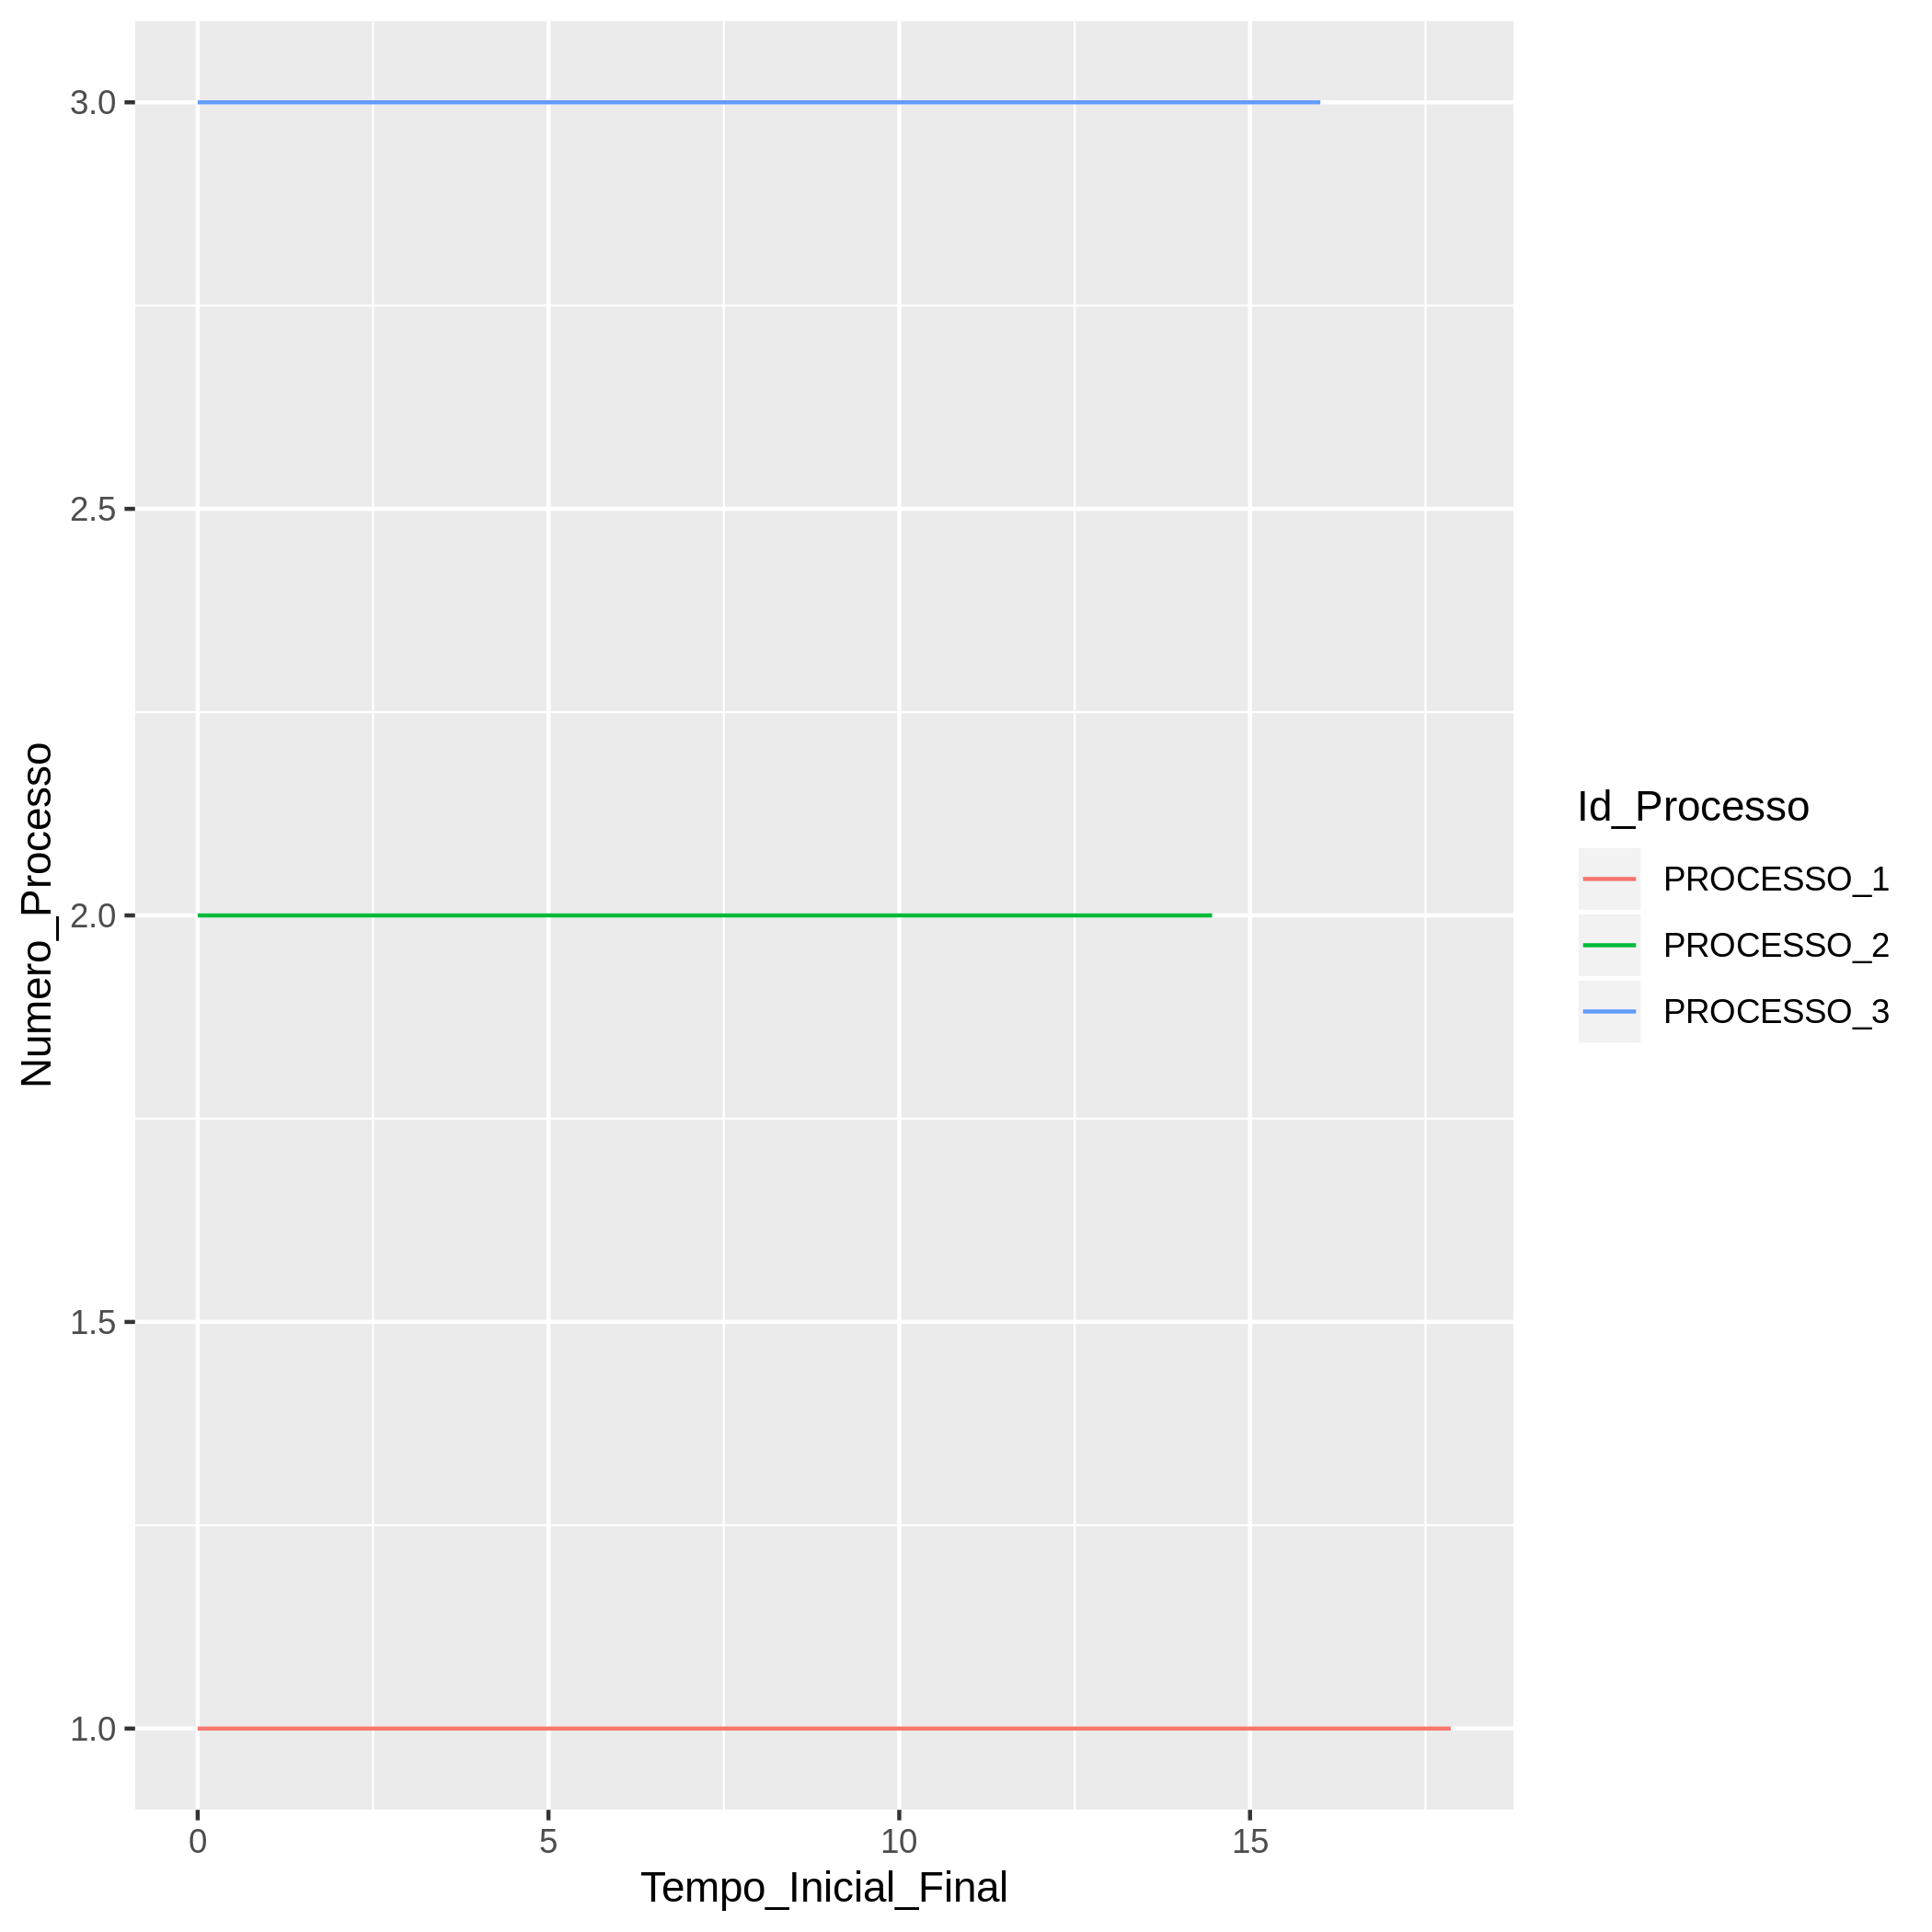 Numero_Processo
3.0
2.5
2.0
1.5
1.0
0 5 10 15
Tempo_Inicial_Final
Id_Processo
PROCESSO_1
PROCESSO_2
PROCESSO_3